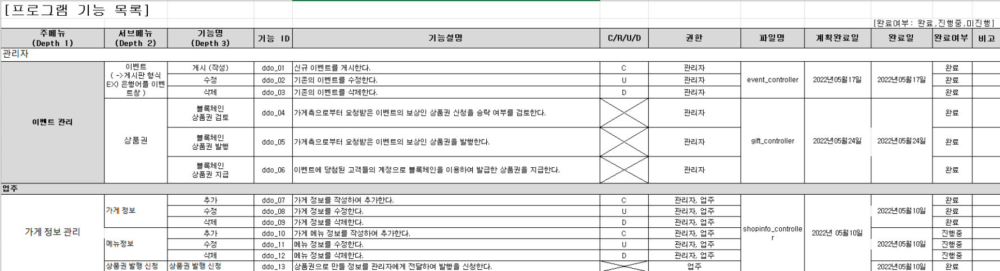 [프로그램 기능 목록]
[완료여부: 완료,진행중,미진행]
주메뉴 (Depth 1) 서브메뉴 (Depth 2) 기능명 (Depth 3) 기능 ID 기능설명 C/R/U/D 권한 파일명 계획완료일 완료일 완료여부 비고
관리자
이벤트 관리
이벤트
( ->게시판 형식
EX) 은행어플 이벤
트창 )
게시 (작성) ddo_01 신규 이벤트를 게시한다. C 관리자 완료
수정 ddo_02 기존의 이벤트를 수정한다. U 관리자 event_controller 2022년05월17일 2022년05월17일 완료
삭제 ddo_03 기존의 이벤트를 삭제한다. D 관리자 완료
상품권
블록체인
상품권 검토 ddo_04 가게측으로부터 요청받은 이벤트의 보상인 상품권 신청을 승락 여부를 검토한다. 관리자 완료
블록체인
상품권 발행 ddo_05 가게측으로부터 요청받은 이벤트의 보상인 상품권을 발행한다. 관리자 gift_controller 2022년05월24일 2022년05월24일 완료
블록체인
상품권 지급 ddo_06 이벤트에 당첨된 고객들의 계정으로 블록체인을 이용하여 발급한 상품권을 지급한다. 관리자 완료
업주
가게 정보 관리
가게 정보
추가 ddo_07 가게 정보를 작성하여 추가한다. C 관리자, 업주 완료
수정 ddo_08 가게 정보를 수정한다. U 관리자, 업주 2022년05월10일 완료
삭제 ddo_09 가게 정보를 삭제한다. D 관리자, 업주 완료
shopinfo_controlle
r
2022년 05월10일
메뉴정보
추가 ddo_10 가게 메뉴 정보를 작성하여 추가한다. C 관리자, 업주 진행중
수정 ddo_11 메뉴 정보를 수정한다. U 관리자, 업주 2022년05월10일 진행중
삭제 ddo_12 메뉴 정보를 삭제한다. D 관리자, 업주 진행중
상품권 발행 신청 상품권 발행 신청 ddo_13 상품권으로 만들 정보를 관리자에게 전달하여 발행을 신청한다. 업주 2022년05월10일 완료